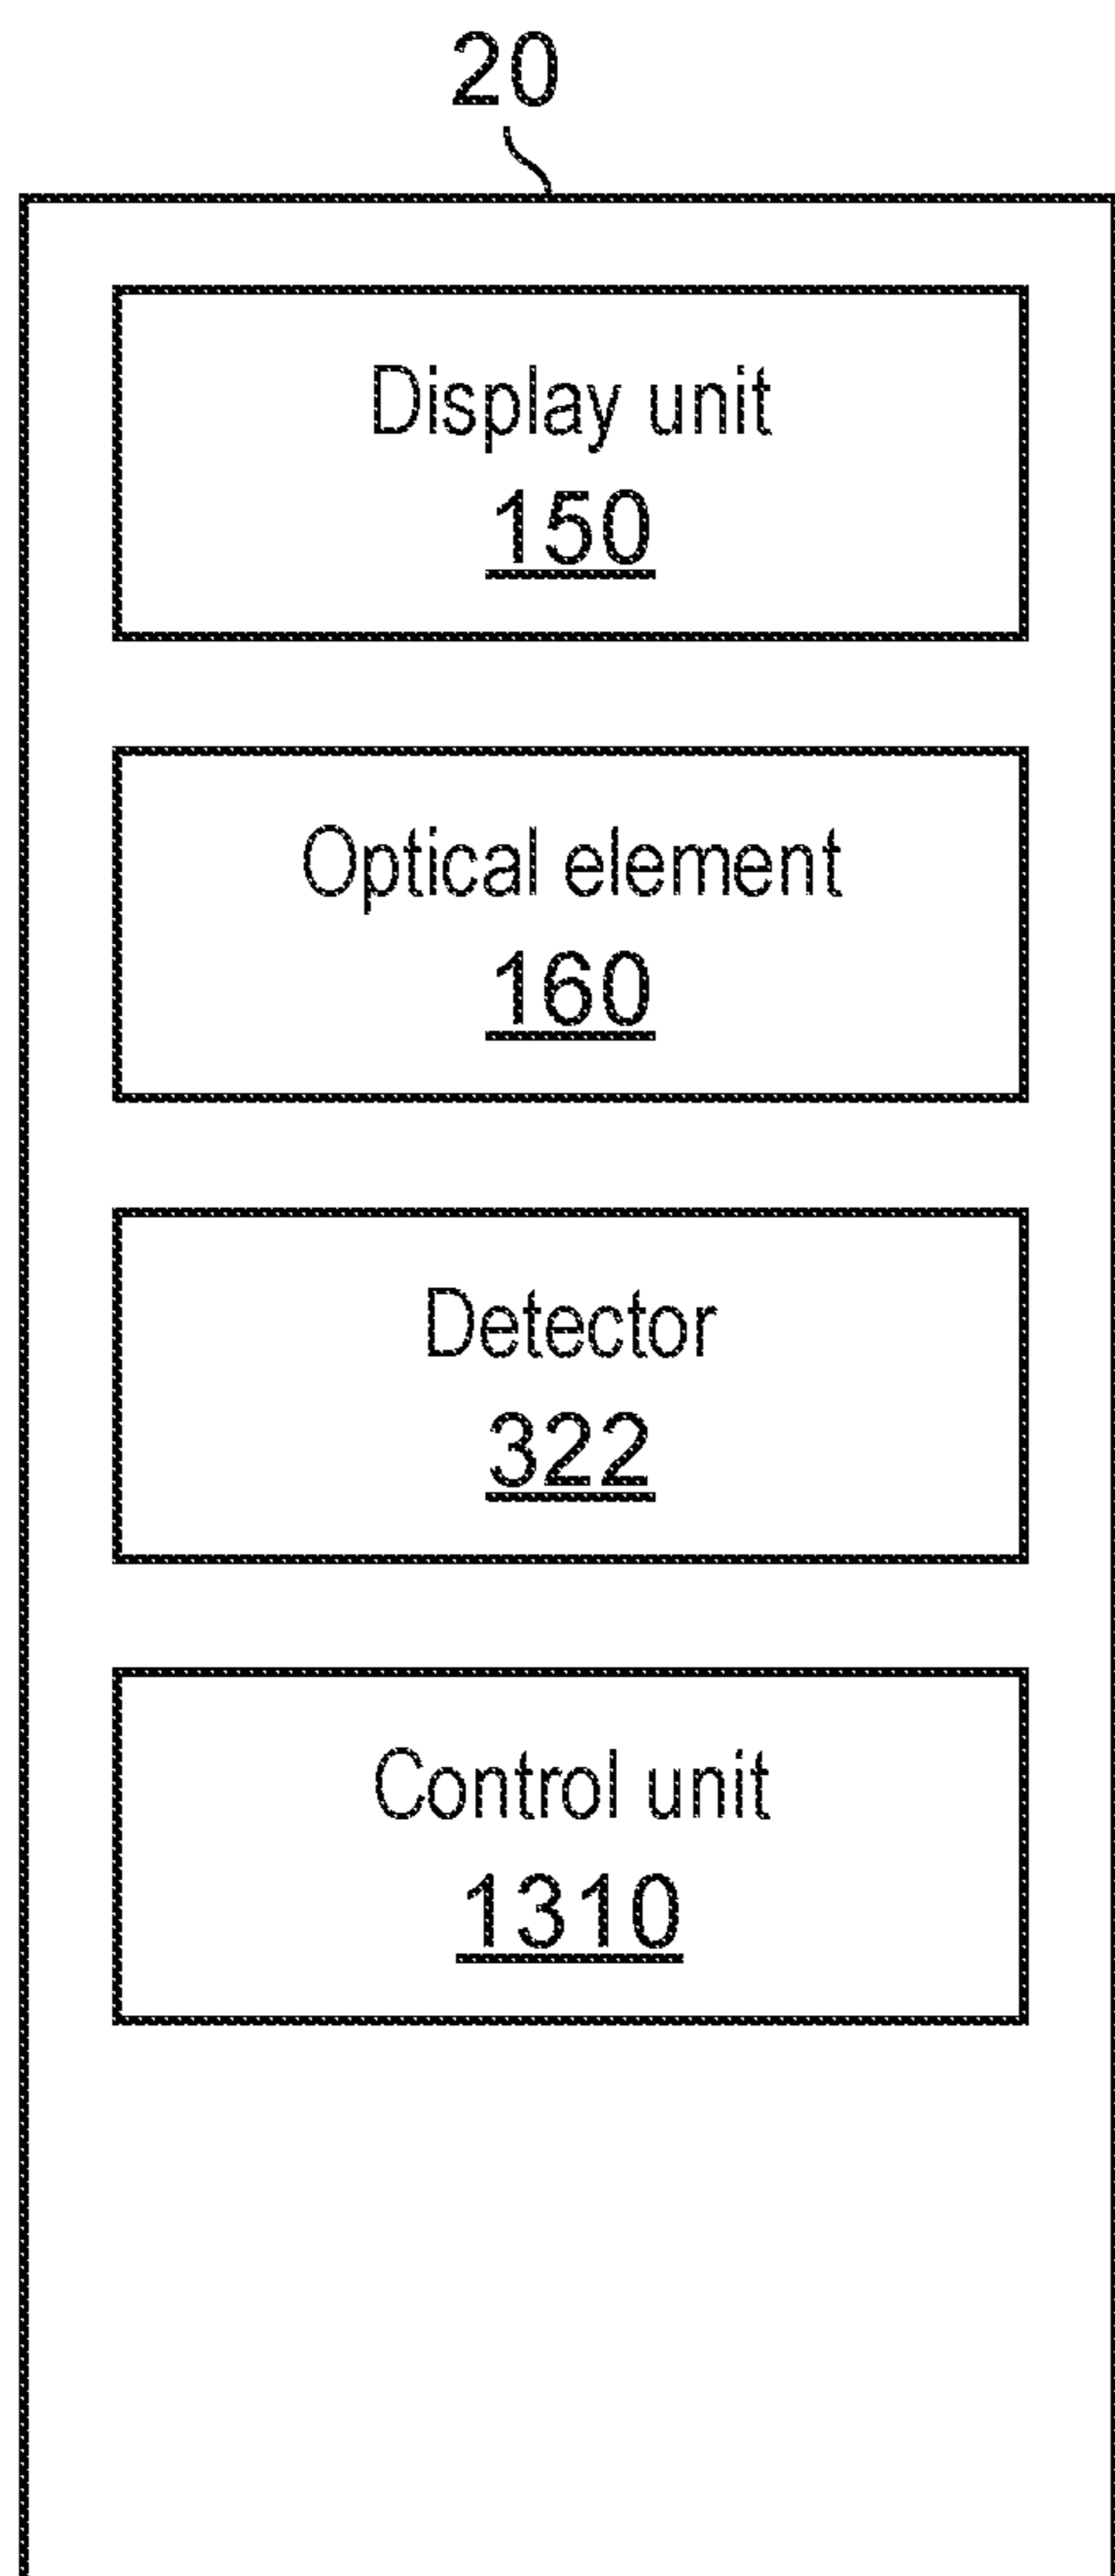 20
Display unit
150
Optical element
160
Detector
322
Control unit
1310